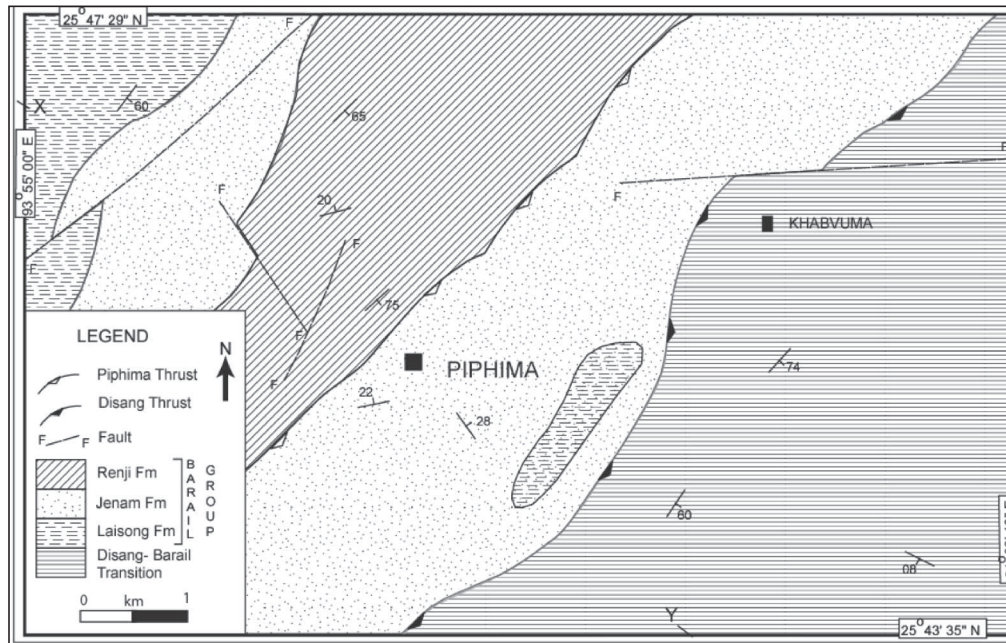 25° 47' 29" N
F
F
X
60
65
93° 55' 00" E
F
F
20
KHABVUMA
F
F
75
F
LEGEND
N
PIPHIMA
74
F
22
28
Piphima Thrust
Disang Thrust
F F Fault
Renji Fm
Jenam Fm
Laisong Fm
BARAIL GROUP
Disang- Barail
Transition
60
80
0 km 1
Y
25° 43' 35" N